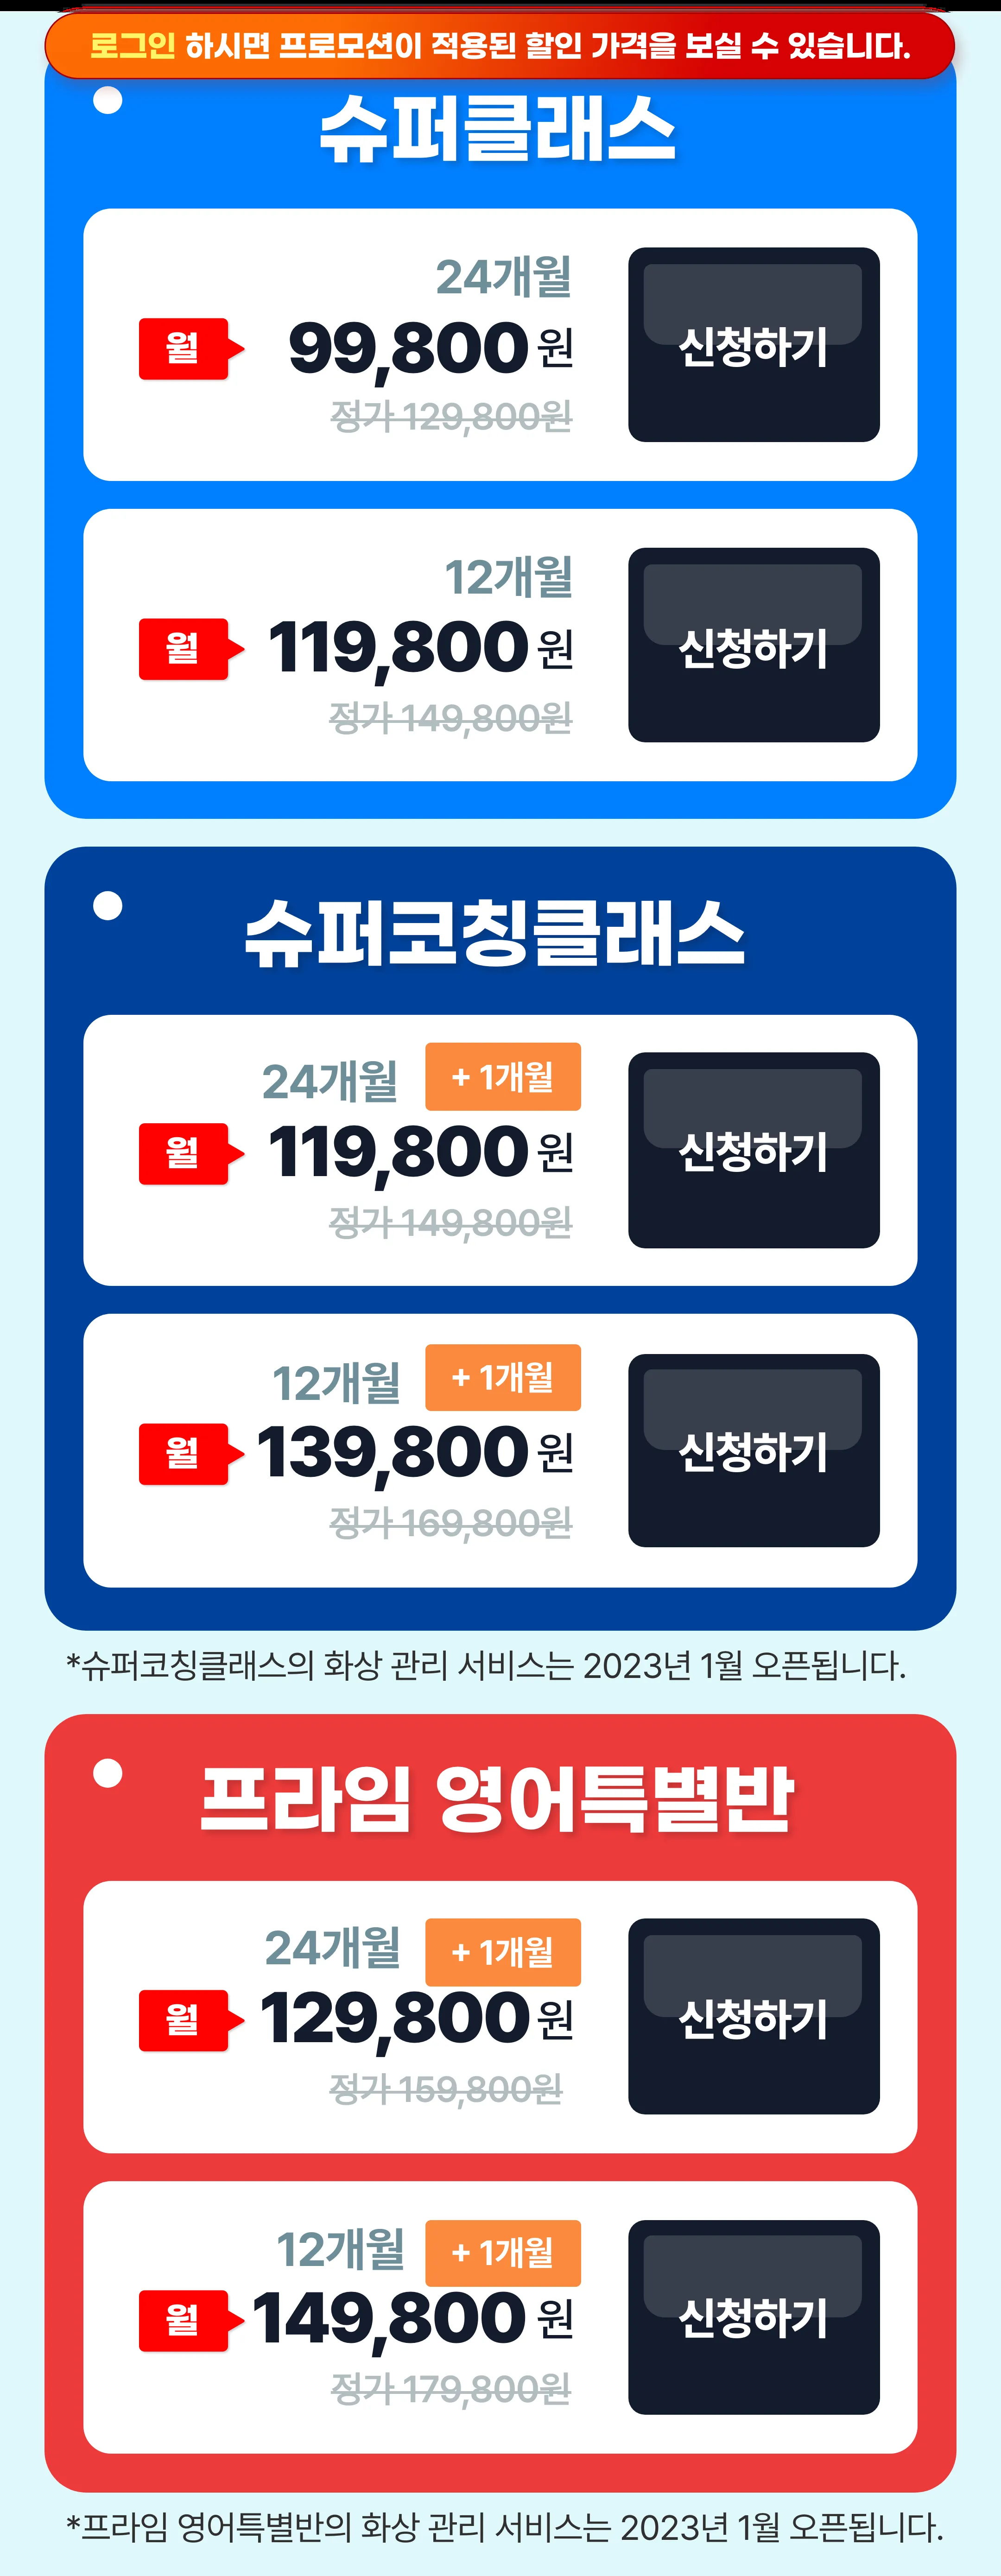 로그인 하시면 프로모션이 적용된 할인 가격을 보실 수 있습니다.
슈퍼클래스
24개월
월 99,800 원 신청하기
정가 129,800원
12개월
월 119,800 원 신청하기
정가 149,800원
슈퍼코칭클래스
24개월 + 1개월
월 119,800 원 신청하기
정가 149,800원
12개월 + 1개월
월 139,800 원 신청하기
정가 169,800원
*슈퍼코칭클래스의 화상 관리 서비스는 2023년 1월 오픈됩니다.
프라임 영어특별반
24개월 + 1개월
월 129,800 원 신청하기
정가 159,800원
12개월 + 1개월
월 149,800 원 신청하기
정가 179,800원
*프라임 영어특별반의 화상 관리 서비스는 2023년 1월 오픈됩니다.